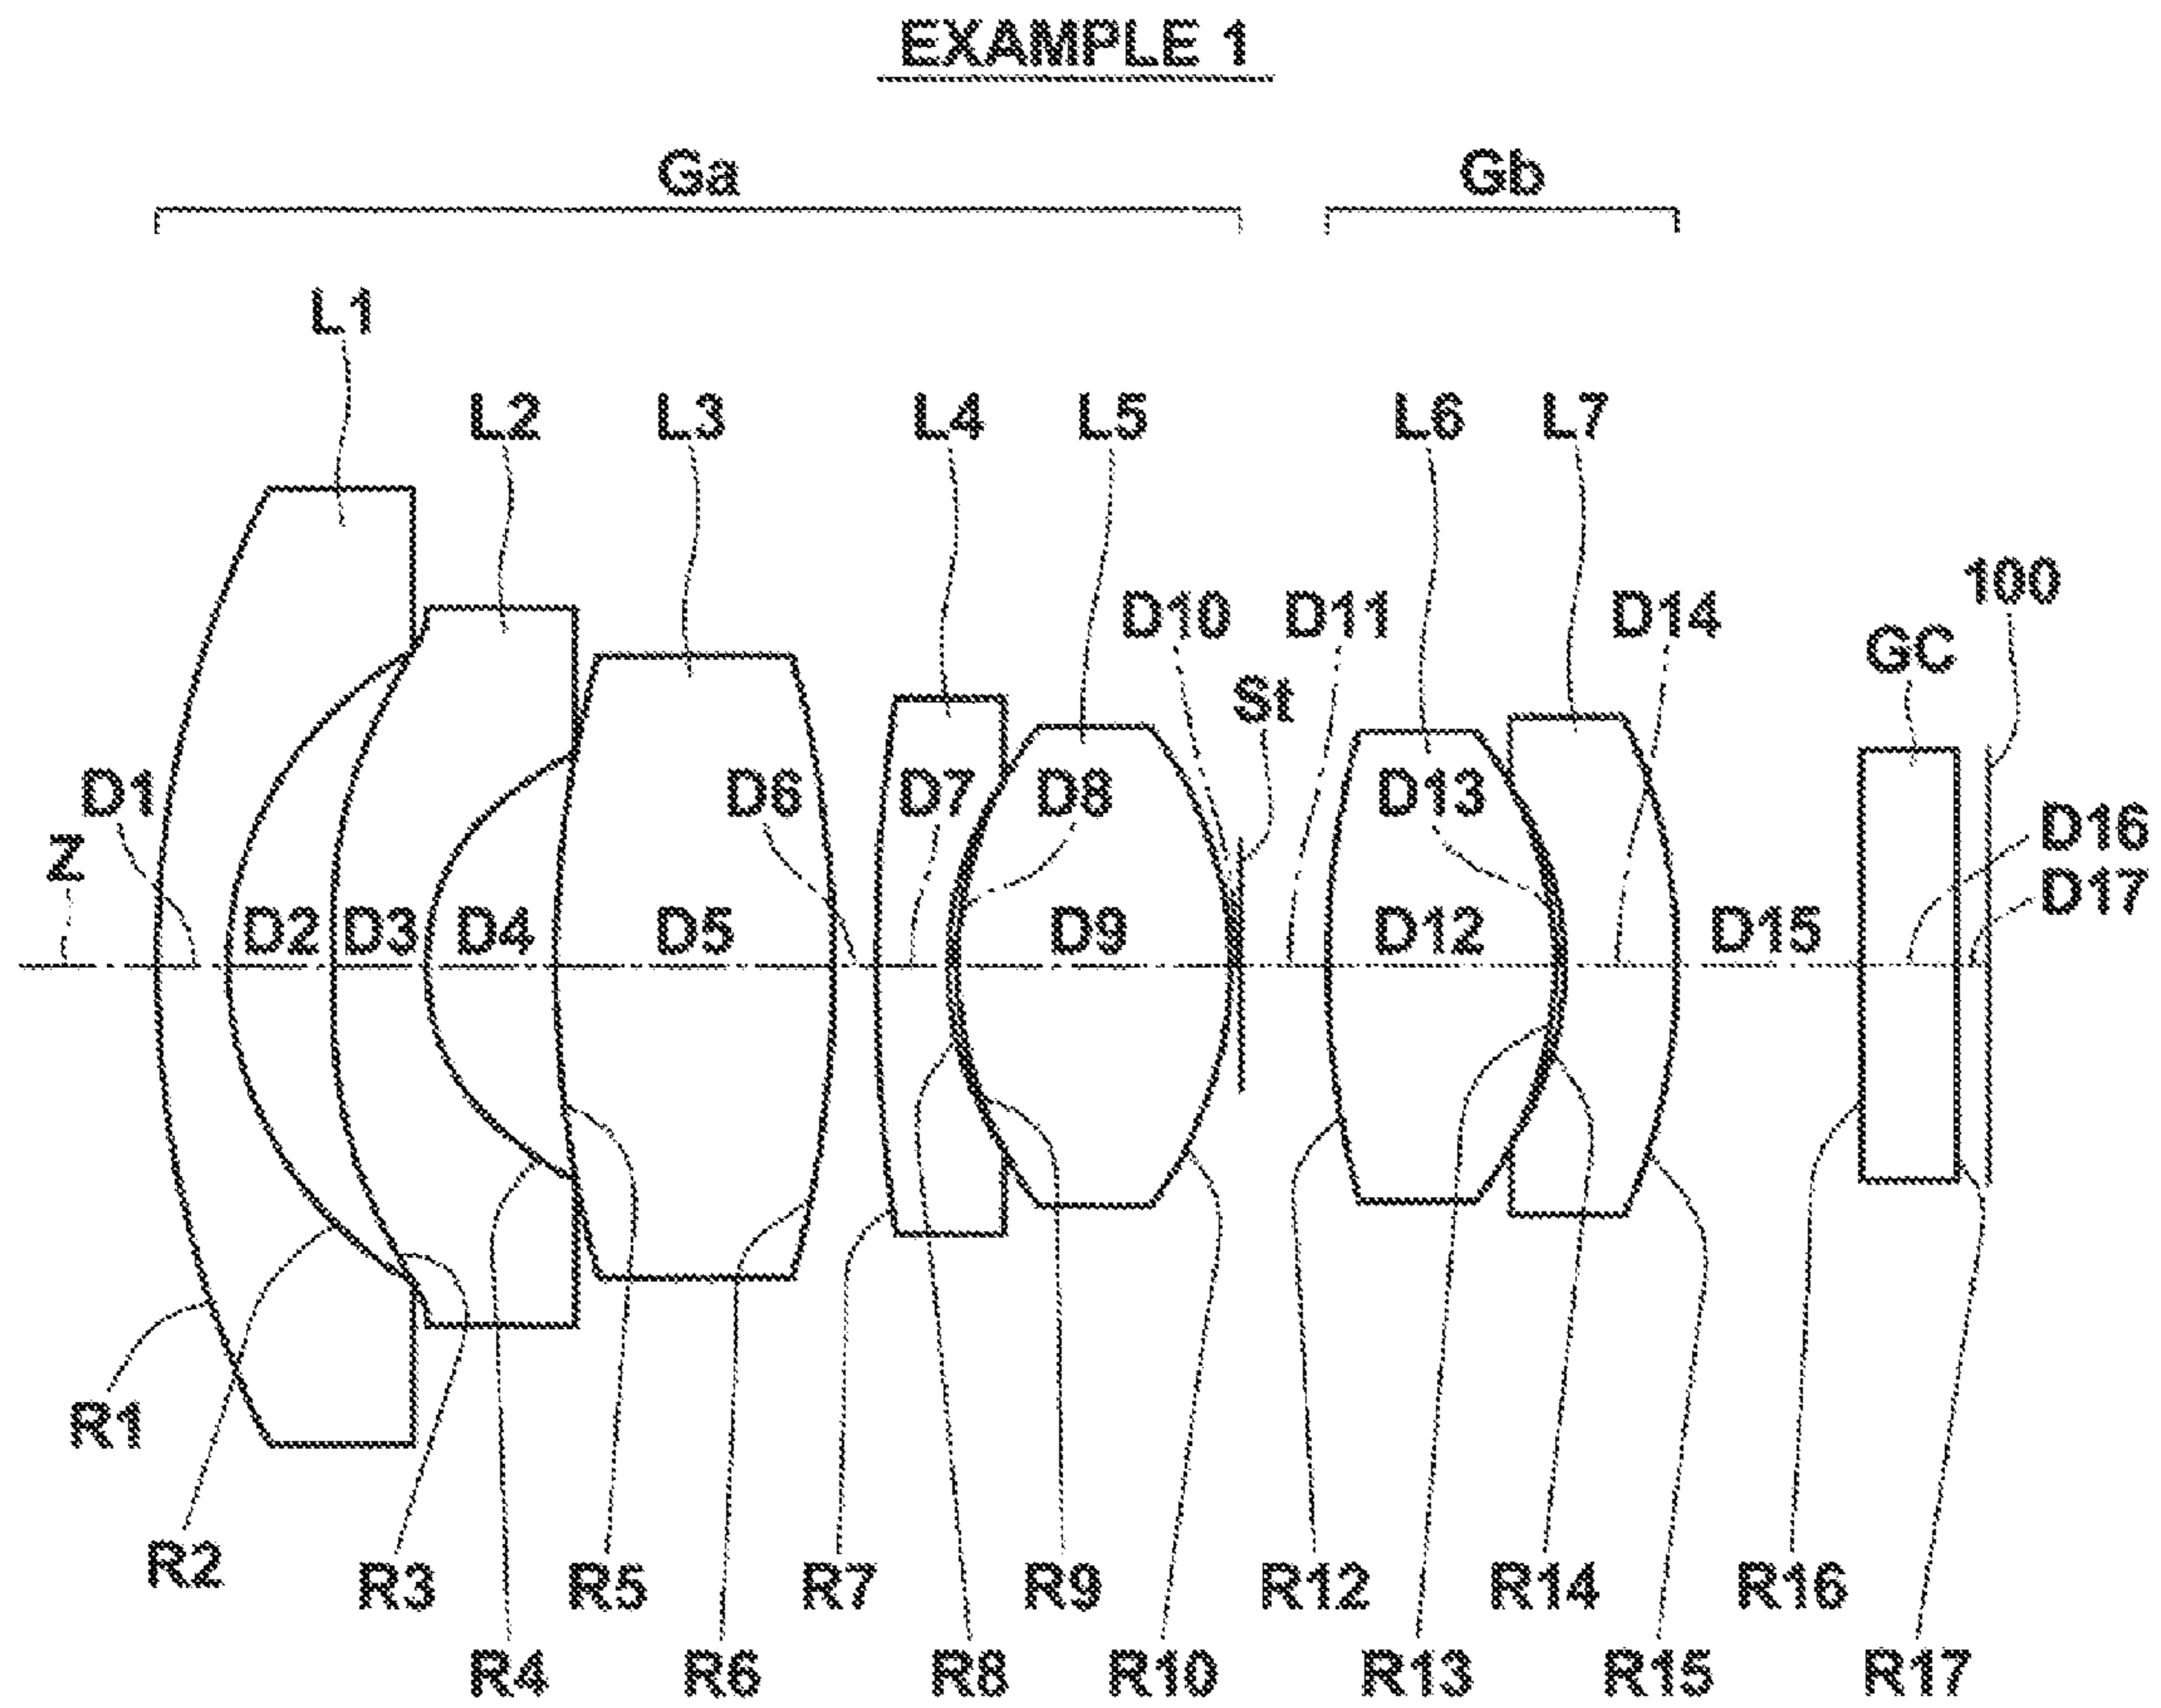 EXAMPLE 1
Ga Gb
L1
L2 L3 L4 L5 L6 L7
100
D10 D11 D14
GC
St
D1 D6 D7 D8 D13
D16
Z
D17
D2 D3 D4 D5 D9 D12 D15
R1
R2 R3 R5 R7 R9 R12 R14 R16
R4 R6 R8 R10 R13 R15 R17